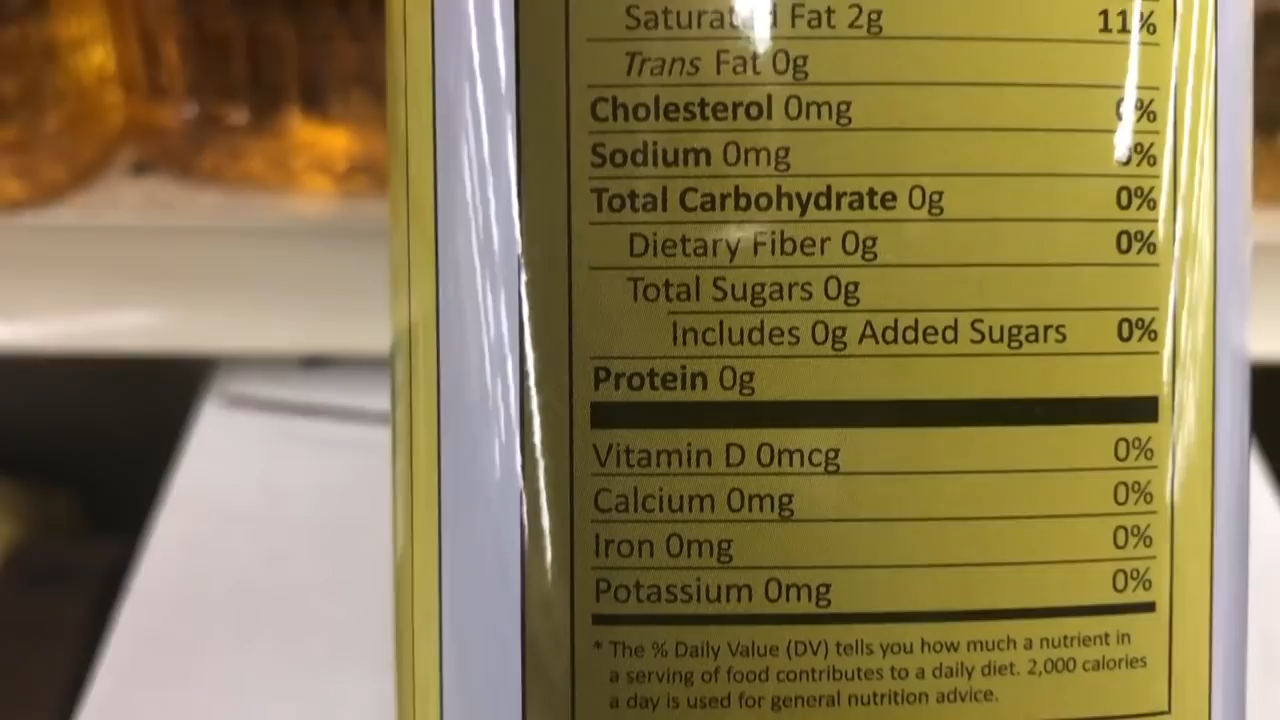 Saturated Fat 2g 11%
Trans Fat 0g
Cholesterol 0mg 0%
Sodium 0mg 0%
Total Carbohydrate 0g 0%
Dietary Fiber 0g 0%
Total Sugars 0g
Includes 0g Added Sugars 0%
Protein 0g
Vitamin D 0mcg 0%
Calcium 0mg 0%
Iron 0mg 0%
Potassium 0mg 0%
* The % Daily Value (DV) tells you how much a nutrient in
a serving of food contributes to a daily diet. 2,000 calories
a day is used for general nutrition advice.